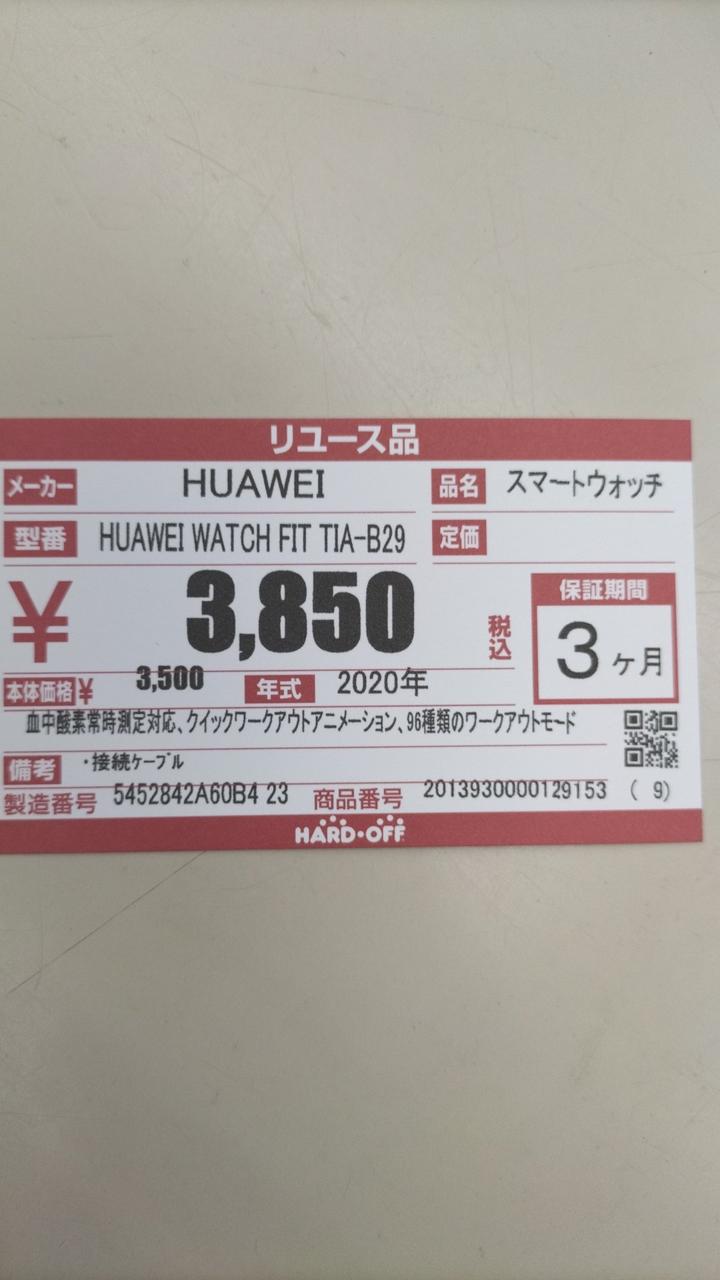 リユース品
メーカー HUAWEI 品名 スマートウォッチ
型番 HUAWEI WATCH FIT TIA-B29 定価
¥ 3,850 税込
保証期間
3ヶ月
本体価格¥ 3,500 年式 2020年
血中酸素常時測定対応、クイックワークアウトアニメーション、96種類のワークアウトモード
備考 ・接続ケーブル
製造番号 5452842A60B4 23 商品番号 2013930000129153 ( 9)
HARD・OFF